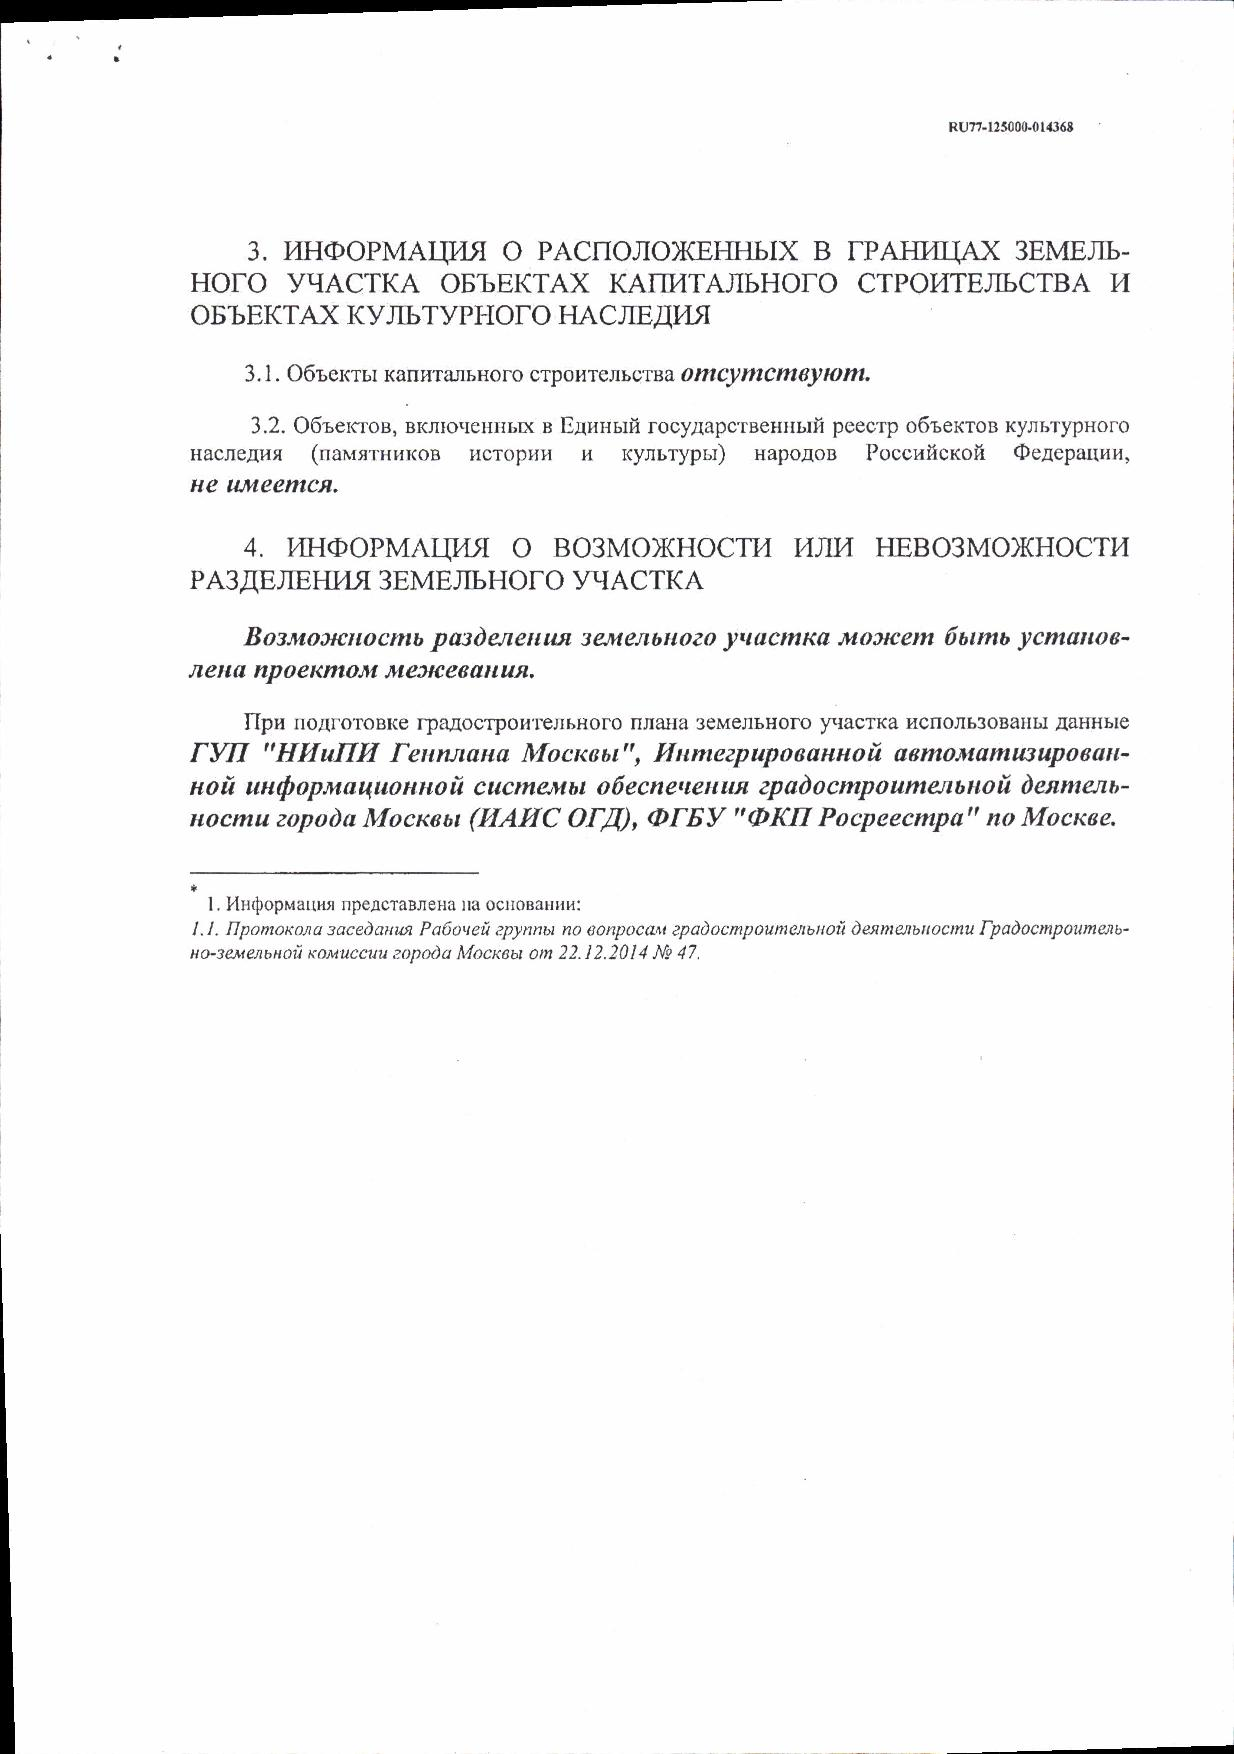 RU77-125000-014368
3. ИНФОРМАЦИЯ О РАСПОЛОЖЕННЫХ В ГРАНИЦАХ ЗЕМЕЛЬ-
НОГО УЧАСТКА ОБЪЕКТАХ КАПИТАЛЬНОГО СТРОИТЕЛЬСТВА И
ОБЪЕКТАХ КУЛЬТУРНОГО НАСЛЕДИЯ
3.1. Объекты капитального строительства отсутствуют.
3.2. Объектов, включенных в Единый государственный реестр объектов культурного
наследия (памятников истории и культуры) народов Российской Федерации,
не имеется.
4. ИНФОРМАЦИЯ О ВОЗМОЖНОСТИ ИЛИ НЕВОЗМОЖНОСТИ
РАЗДЕЛЕНИЯ ЗЕМЕЛЬНОГО УЧАСТКА
Возможность разделения земельного участка может быть установ-
лена проектом межевания.
При подготовке градостроительного плана земельного участка использованы данные
ГУП "НИиПИ Генплана Москвы", Интегрированной автоматизирован-
ной информационной системы обеспечения градостроительной деятель-
ности города Москвы (ИАИС ОГД), ФГБУ "ФКП Росреестра" по Москве.
*
1. Информация представлена на основании:
1.1. Протокола заседания Рабочей группы по вопросам градостроительной деятельности Градостроитель-
но-земельной комиссии города Москвы от 22.12.2014 № 47.